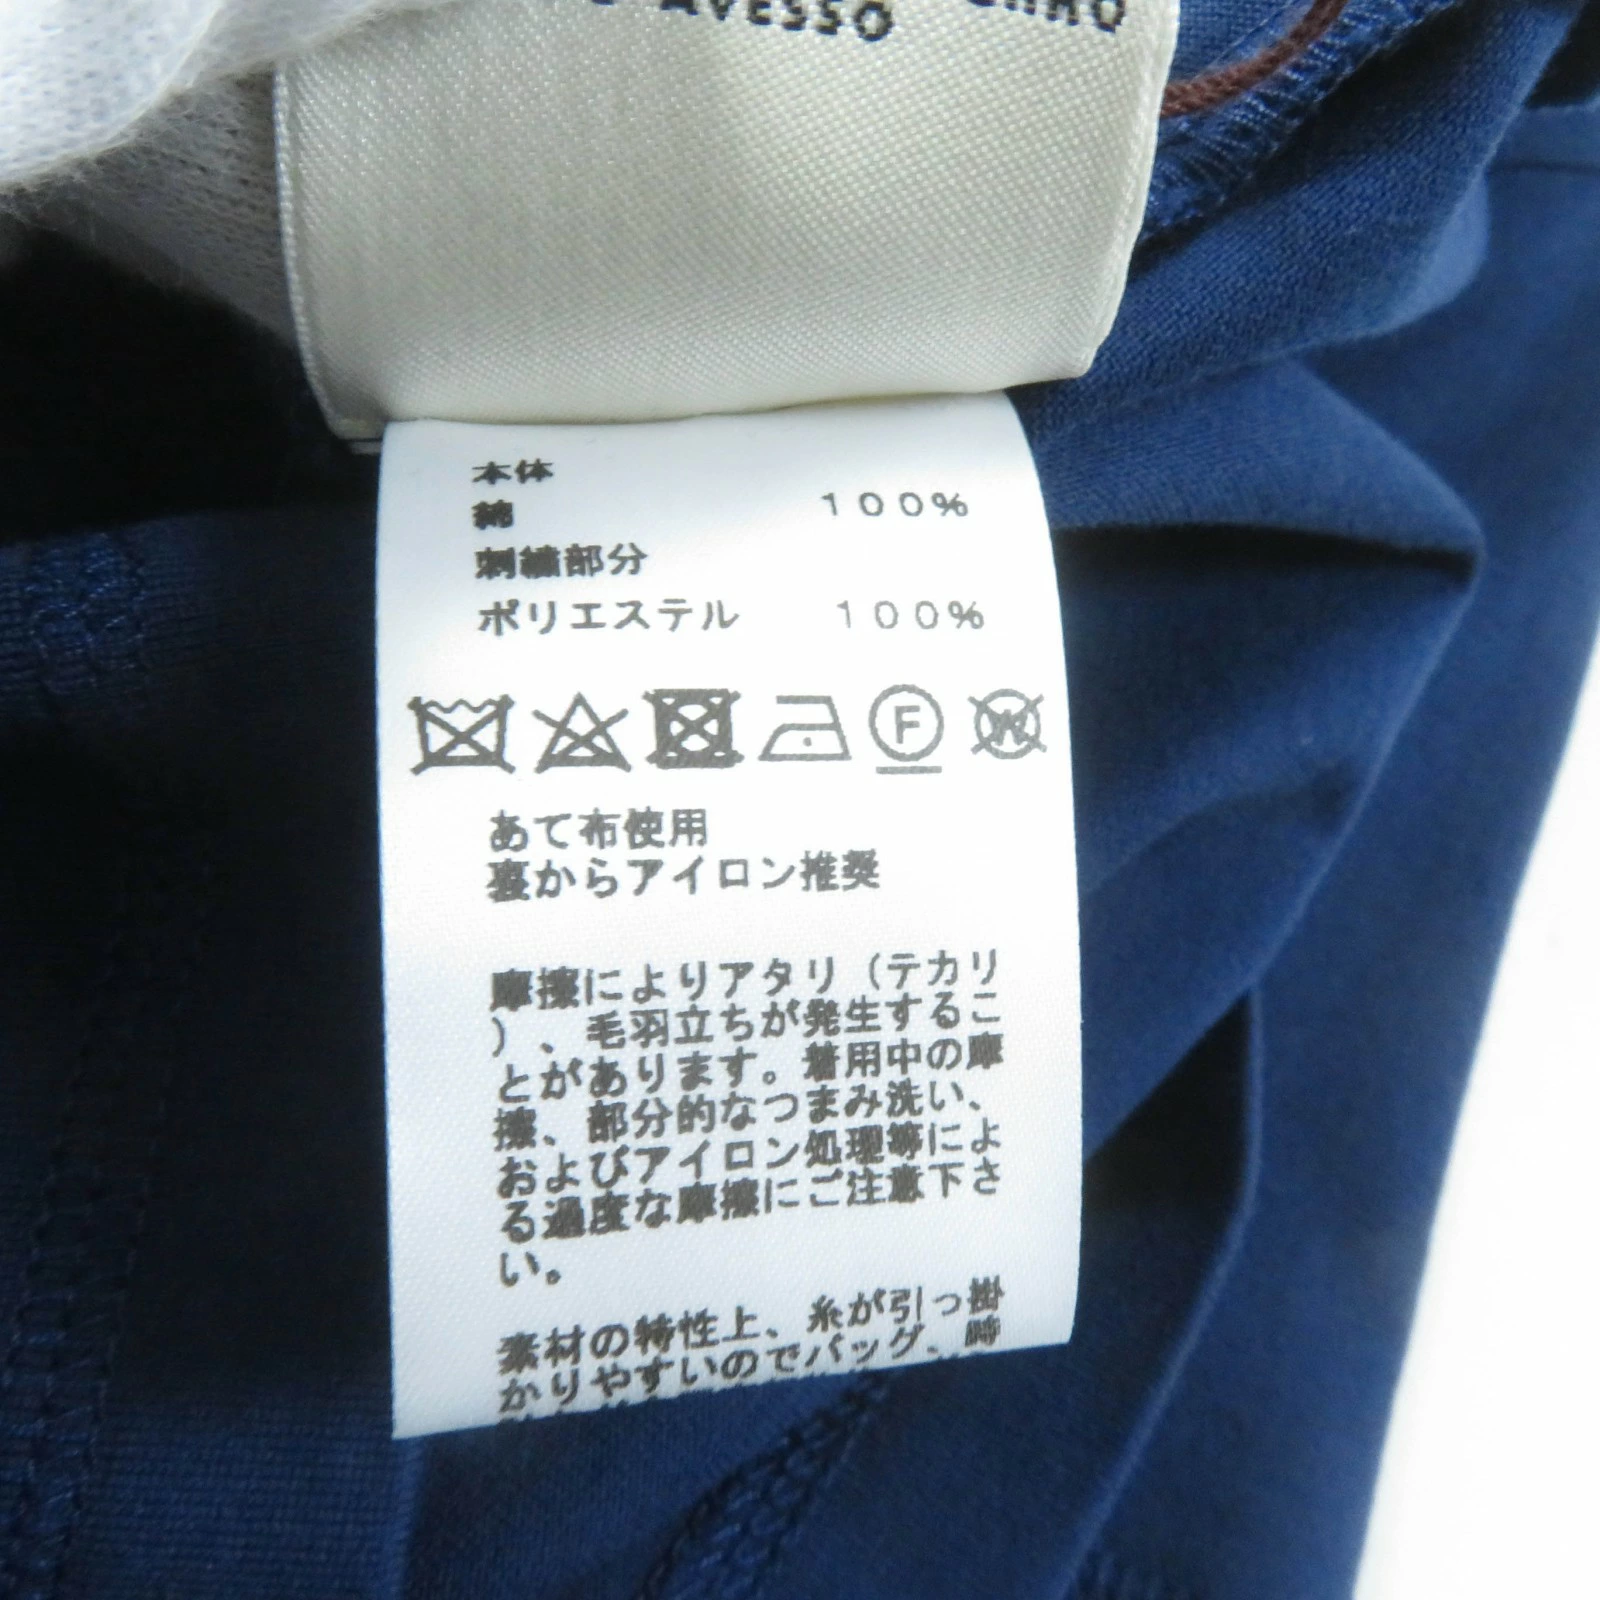 AVESSO
本体
綿 100%
刺繍部分
ポリエステル 100%
F
W
あて布使用
裏からアイロン推奨
摩擦によりアタリ（テカリ
）、毛羽立ちが発生するこ
とがあります。着用中の摩
擦、部分的なつまみ洗い、
およびアイロン処理等によ
る過度な摩擦にご注意下さ
い。
素材の特性上、糸が引っ掛
かりやすいのでバッグ、時